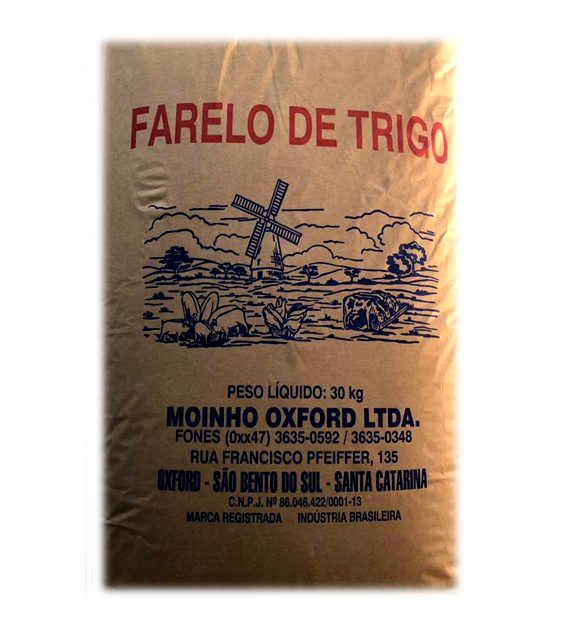 FARELO DE TRIGO
PESO LÍQUIDO: 30 kg
MOINHO OXFORD LTDA.
FONES (0xx47) 3635-0592 / 3635-0348
RUA FRANCISCO PFEIFFER, 135
OXFORD - SÃO BENTO DO SUL - SANTA CATARINA
C.N.P.J. Nº 86.046.422/0001-13
MARCA REGISTRADA INDÚSTRIA BRASILEIRA